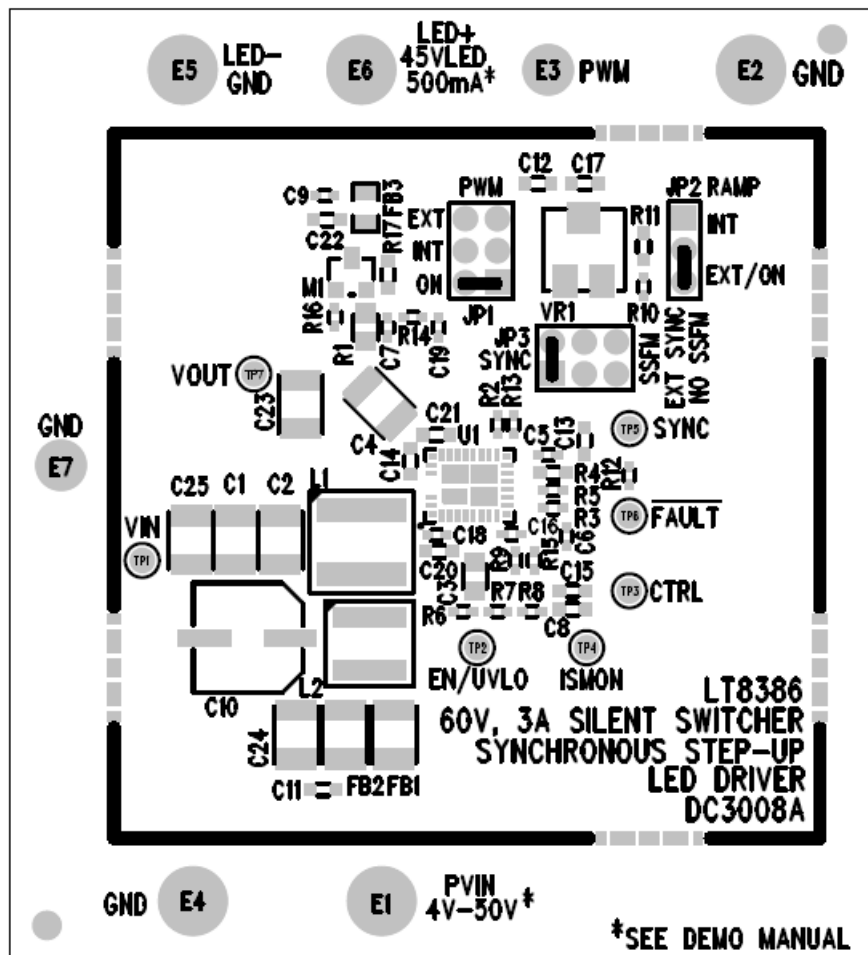 LED-
GND
E5
E6
LED+
45VLED
500mA*
E3
PWM
E2
GND
C9
C22
FB3
R17
M1
R16
R1
C7
R14
C19
PWM
EXT
INT
ON
JP1
C12
C17
VR1
R11
R10
JP2 RAMP
INT
EXT/ON
JP3
SYNC
SSFM
EXT SYNC
NO SSFM
VOUT
TP7
C23
C4
C21
U1
C14
R2
R13
C5
C13
TP5
SYNC
R12
GND
E7
C25
C1
C2
L1
VIN
TP1
R4
R5
R3
C16
C6
R15
TP6
FAULT
C18
C20
C3
R9
C15
C8
TP3
CTRL
R6
R7
R8
TP2
EN/UVLO
TP4
ISMON
C10
L2
C24
C11
FB2
FB1
LT8386
60V, 3A SILENT SWITCHER
SYNCHRONOUS STEP-UP
LED DRIVER
DC3008A
GND
E4
E1
PVIN
4V-30V*
*SEE DEMO MANUAL